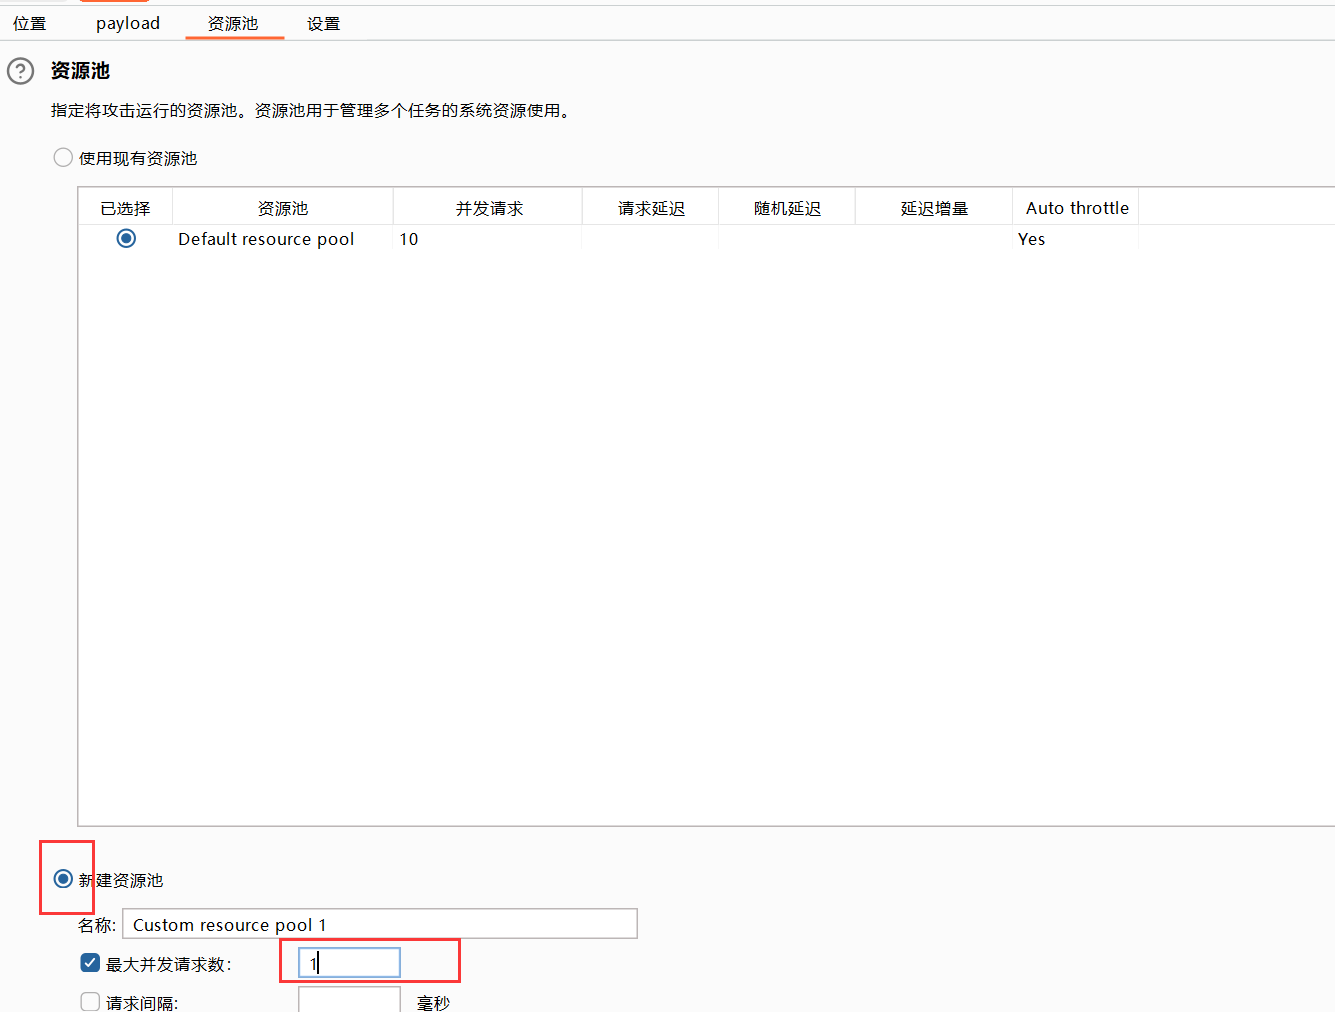 位置 payload 资源池 设置
资源池
指定将攻击运行的资源池。资源池用于管理多个任务的系统资源使用。
使用现有资源池
已选择 资源池 并发请求 请求延迟 随机延迟 延迟增量 Auto throttle
Default resource pool 10 Yes
新建资源池
名称: Custom resource pool 1
最大并发请求数: 1
请求间隔: 毫秒